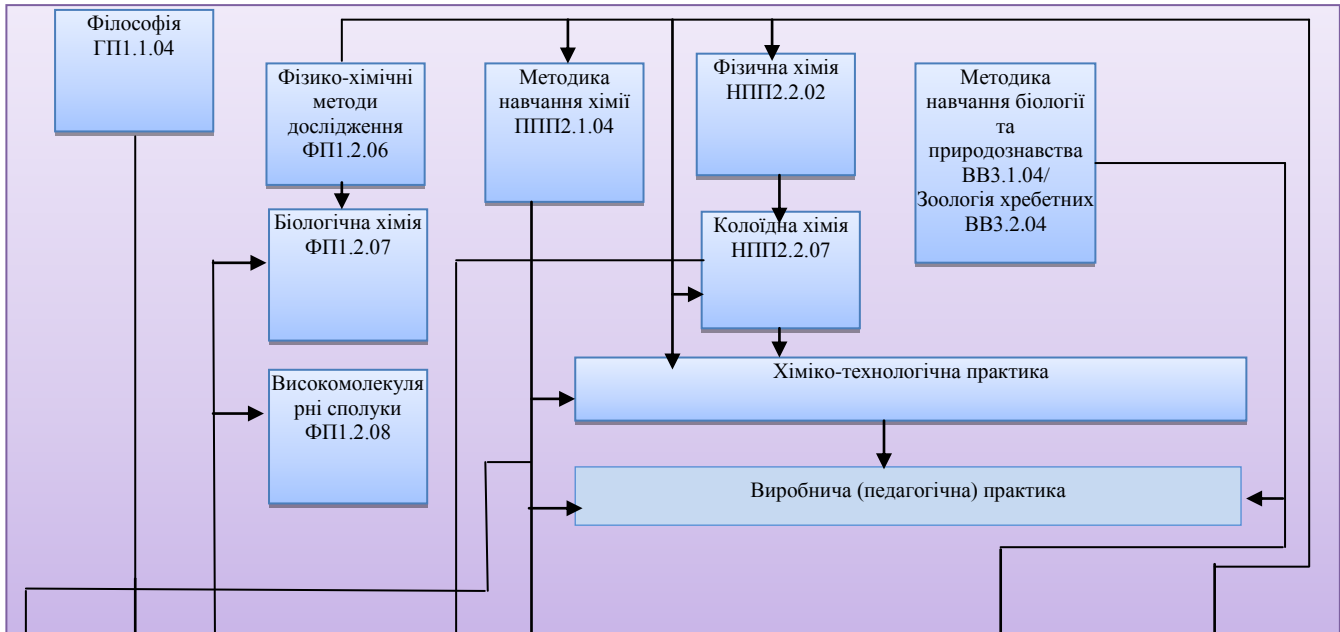 Філософія
ГП1.1.04
Фізико-хімічні
методи
дослідження
ФП1.2.06
Методика
навчання хімії
ППП2.1.04
Фізична хімія
НПП2.2.02
Методика
навчання біології
та
природознавства
ВВ3.1.04/
Зоологія хребетних
ВВ3.2.04
Біологічна хімія
ФП1.2.07
Колоїдна хімія
НПП2.2.07
Високомолекуля
рні сполуки
ФП1.2.08
Хіміко-технологічна практика
Виробнича (педагогічна) практика